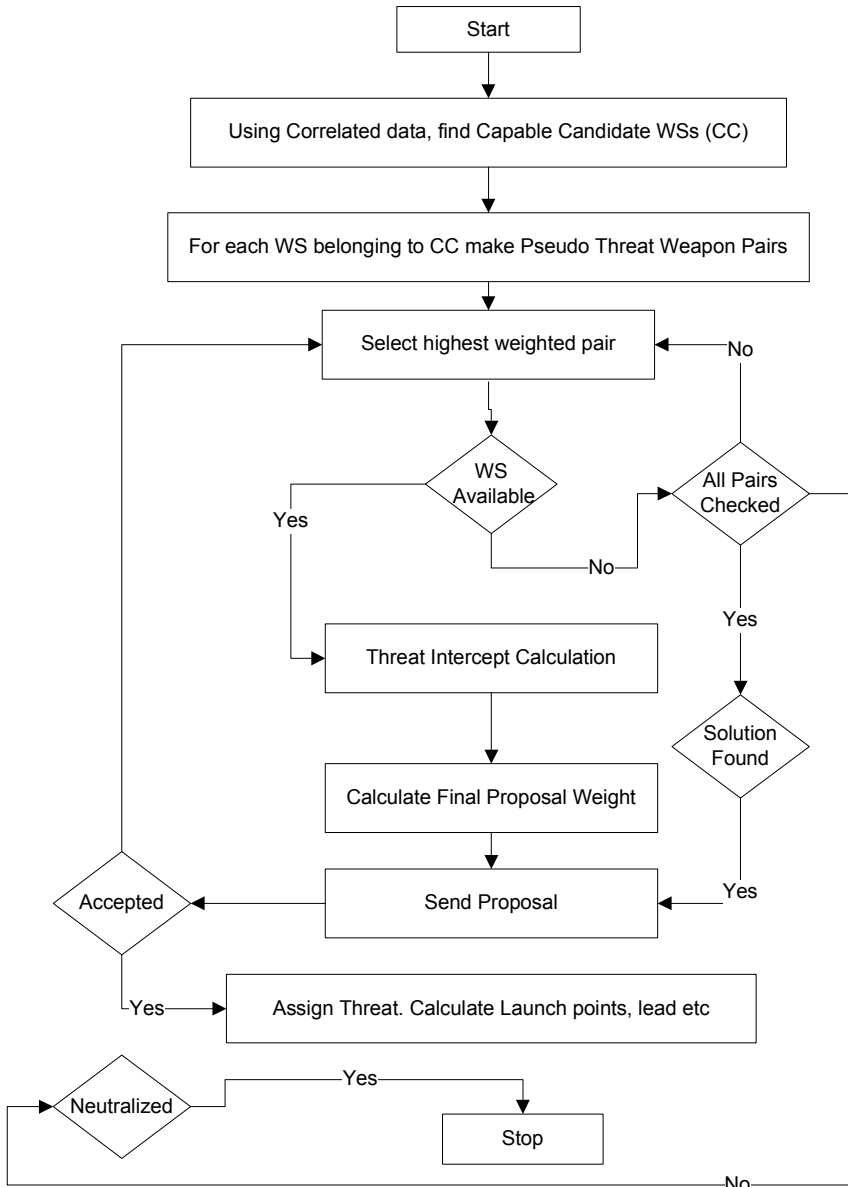 Start
Using Correlated data, find Capable Candidate WSs (CC)
For each WS belonging to CC make Pseudo Threat Weapon Pairs
Select highest weighted pair
No
WS
Available
All Pairs
Checked
Yes
No
Yes
Threat Intercept Calculation
Solution
Found
Calculate Final Proposal Weight
Yes
Accepted
Send Proposal
Yes
Assign Threat. Calculate Launch points, lead etc
Yes
Neutralized
Stop
No